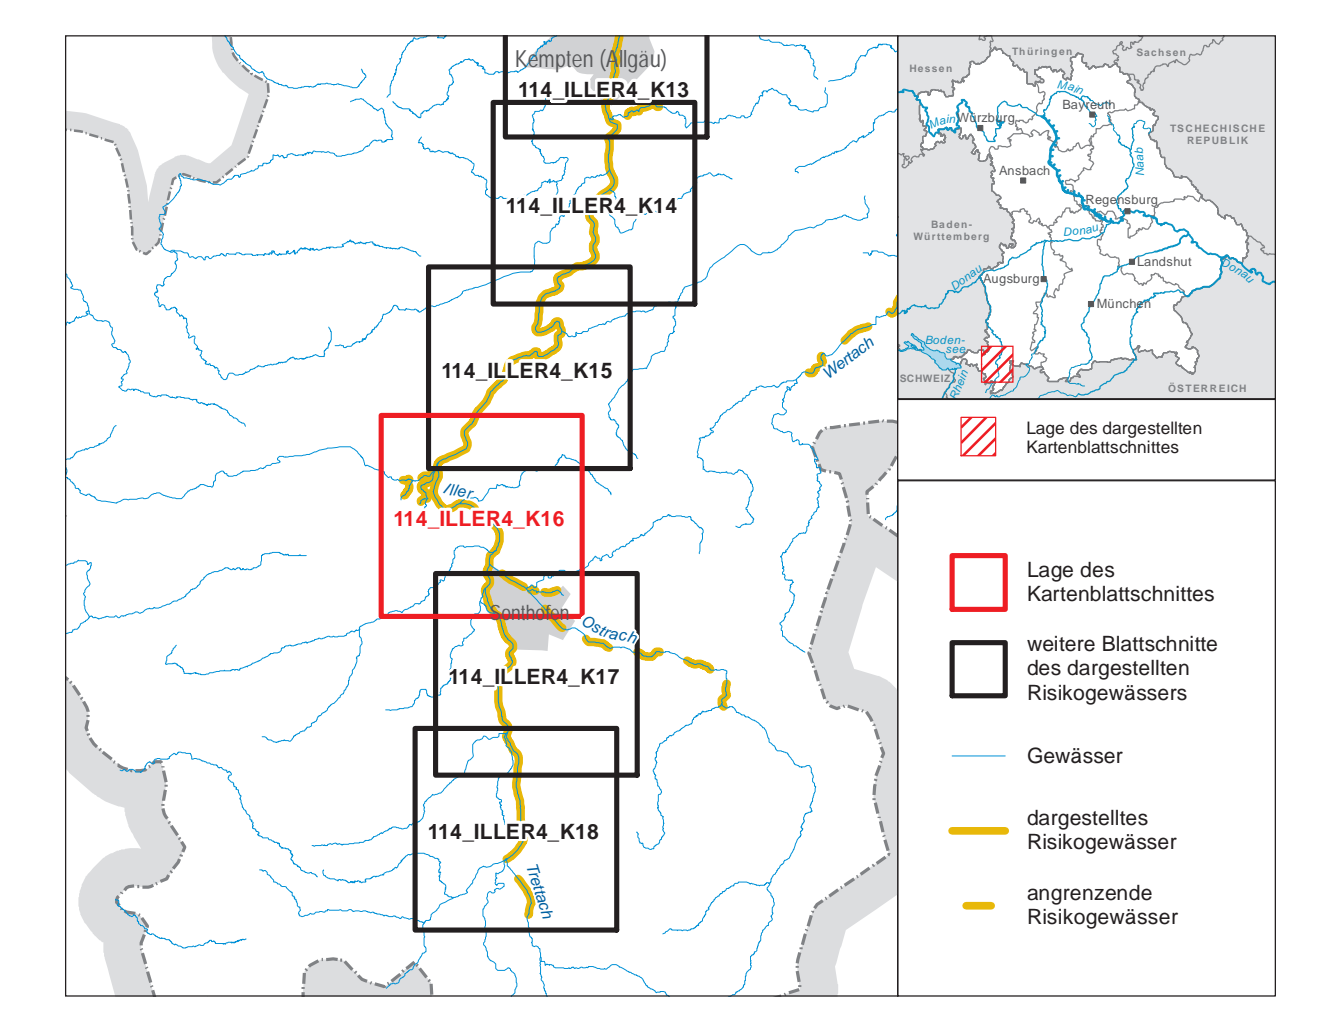 Kempten (Allgäu)
114_ILLER4_K13
114_ILLER4_K14
114_ILLER4_K15
Wertach
Iller
114_ILLER4_K16
Sonthofen
Ostrach
114_ILLER4_K17
114_ILLER4_K18
Trettach
Thüringen
Sachsen
Hessen
Main
Bayreuth
Main
Würzburg
TSCHECHISCHE
REPUBLIK
Naab
Ansbach
Regensburg
Baden-
Württemberg
Donau
Landshut
Donau
Donau
Augsburg
München
Boden-
see
SCHWEIZ
Rhein
ÖSTERREICH
Lage des dargestellten
Kartenblattschnittes
Lage des
Kartenblattschnittes
weitere Blattschnitte
des dargestellten
Risikogewässers
Gewässer
dargestelltes
Risikogewässer
angrenzende
Risikogewässer